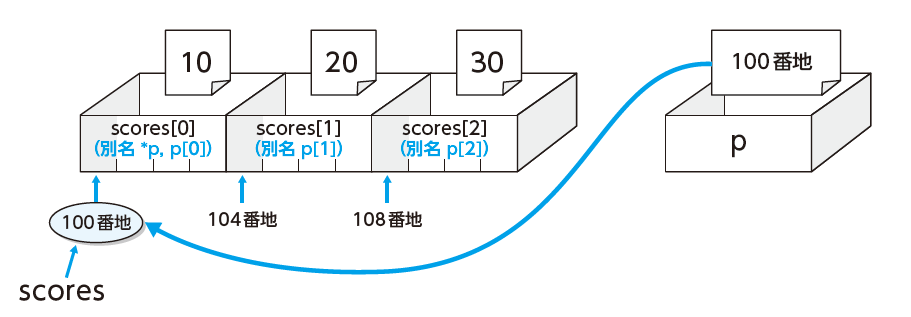 10
20
30
100番地
scores[0]
(別名 *p, p[0])
scores[1]
(別名 p[1])
scores[2]
(別名 p[2])
p
100番地
104番地
108番地
scores